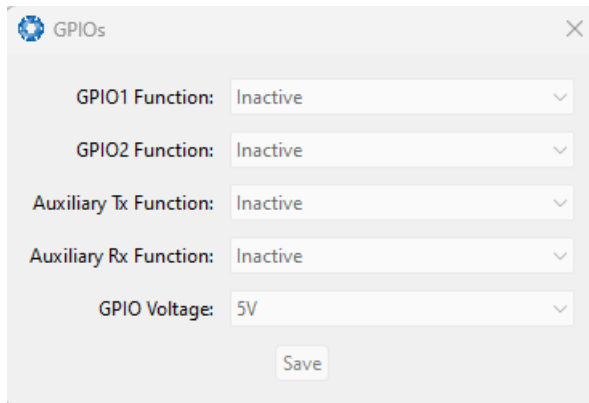 GPIOs
GPIO1 Function: Inactive
GPIO2 Function: Inactive
Auxiliary Tx Function: Inactive
Auxiliary Rx Function: Inactive
GPIO Voltage: 5V
Save